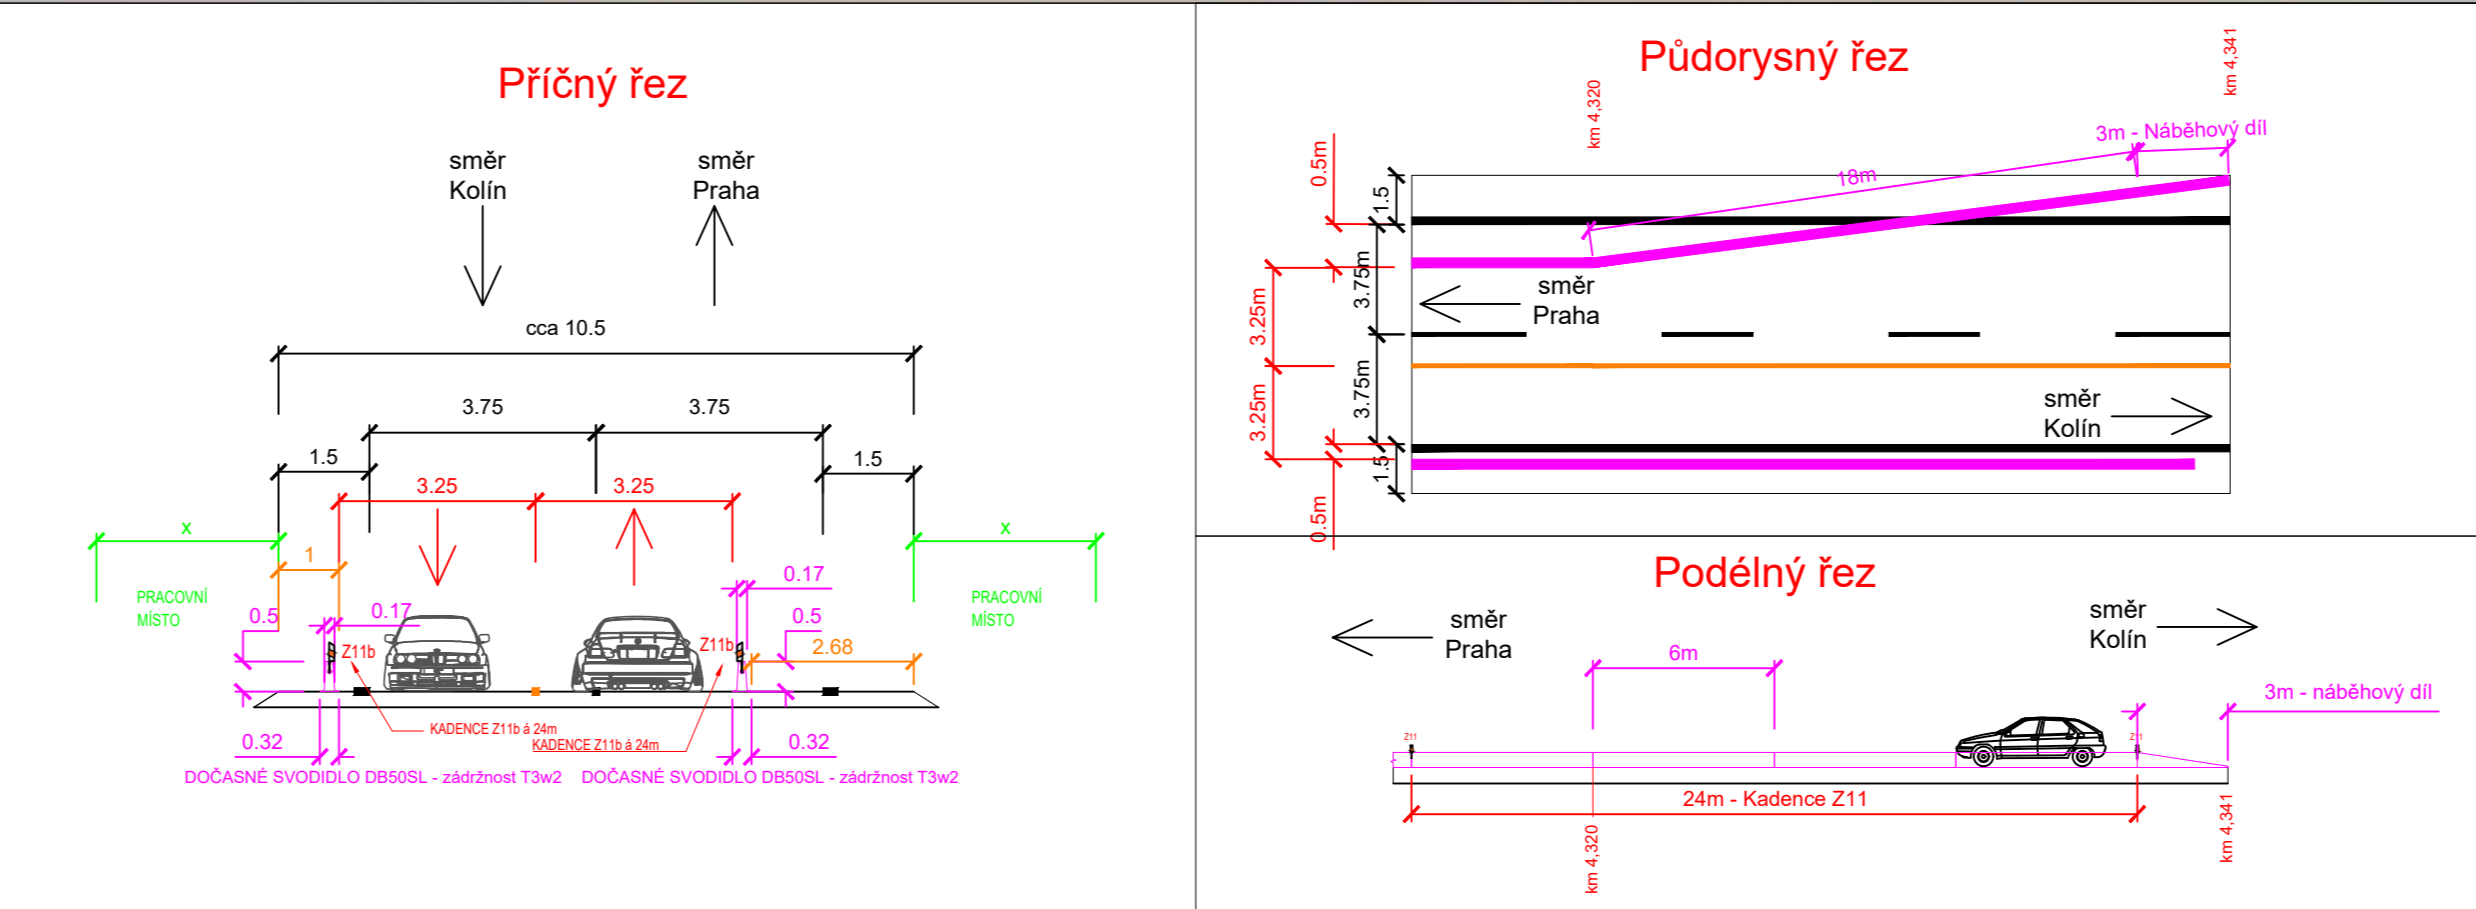 Příčný řez
směr
Kolín
směr
Praha
cca 10.5
3.75
3.75
1.5
1.5
3.25
3.25
x
x
1
PRACOVNÍ
MÍSTO
PRACOVNÍ
MÍSTO
0.17
0.5
0.17
0.5
Z11b
Z11b
2.68
KADENCE Z11b á 24m
KADENCE Z11b á 24m
0.32
0.32
DOČASNÉ SVODIDLO DB50SL - zádržnost T3w2
DOČASNÉ SVODIDLO DB50SL - zádržnost T3w2
Půdorysný řez
km 4,320
km 4,341
3m - Náběhový díl
18m
0.5m
1.5
3.75m
3.25m
směr
Praha
3.75m
3.25m
směr
Kolín
1.5
0.5m
Podélný řez
směr
Praha
směr
Kolín
6m
3m - náběhový díl
Z11
Z11
24m - Kadence Z11
km 4,320
km 4,341